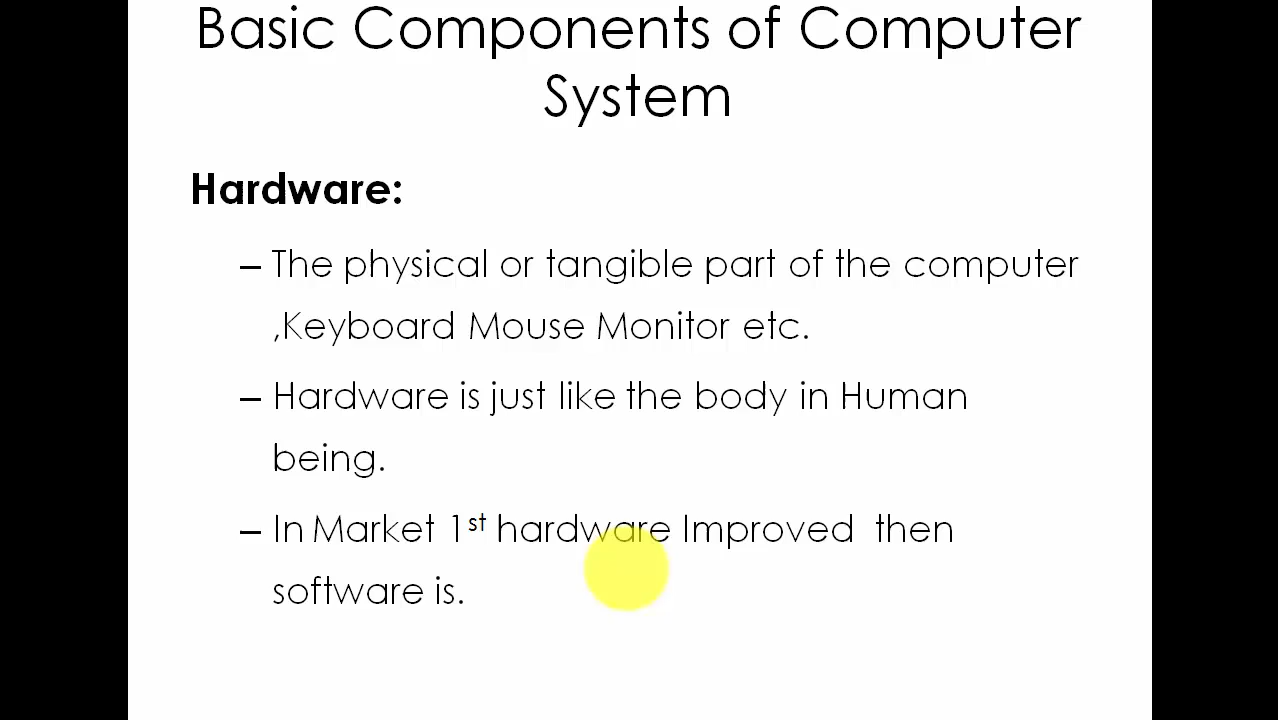 Basic Components of Computer
System
Hardware:
– The physical or tangible part of the computer
,Keyboard Mouse Monitor etc.
– Hardware is just like the body in Human
being.
– In Market 1st hardware Improved then
software is.